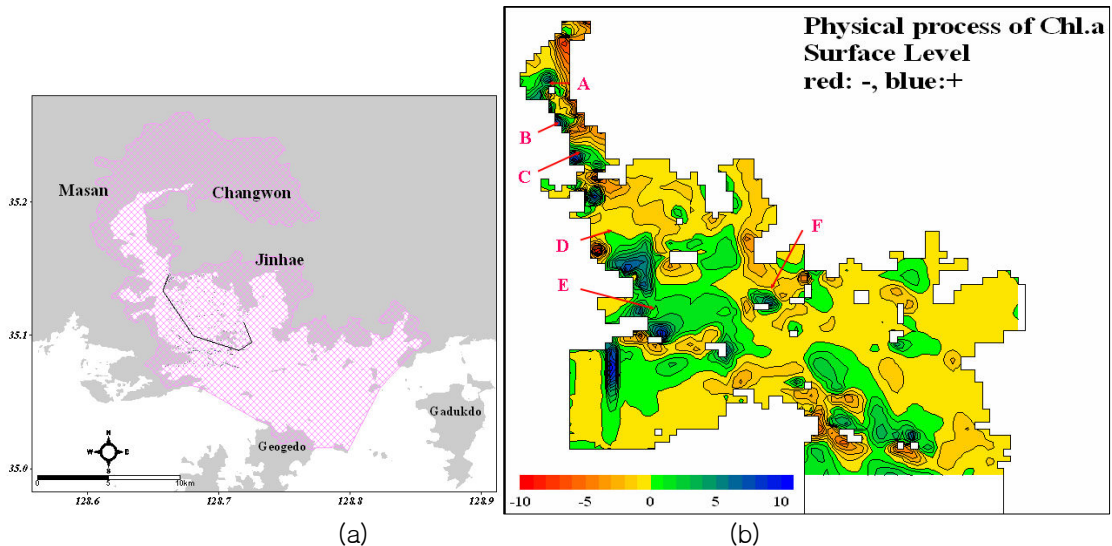 Masan
Changwon
Jinhae
Gadukdo
Geogedo
35.2
35.1
35.0
N
W E
S
0 5 10km
128.6 128.7 128.8 128.9
(a)
Physical process of Chl.a
Surface Level
red: -, blue:+
A
B
C
D
E
F
-10 -5 0 5 10
(b)